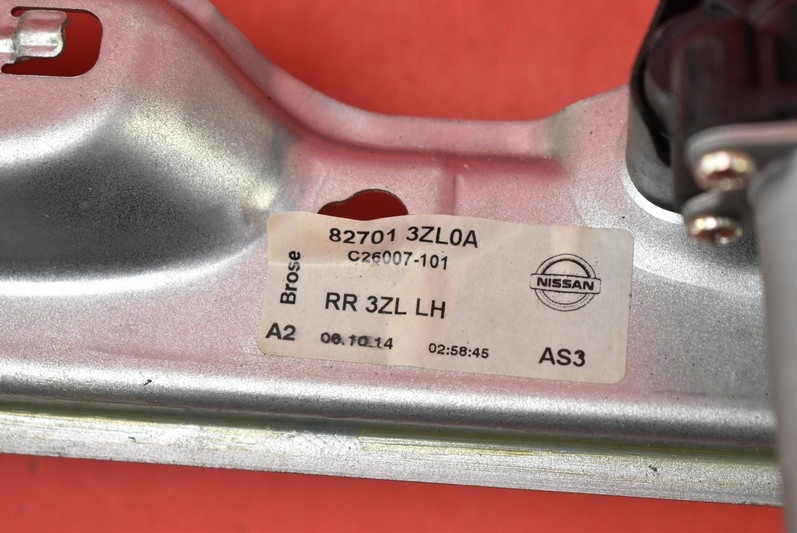 82701 3ZL0A
C26007-101
Brose
NISSAN
RR 3ZL LH
A2 06.10.14 02:58:45 AS3